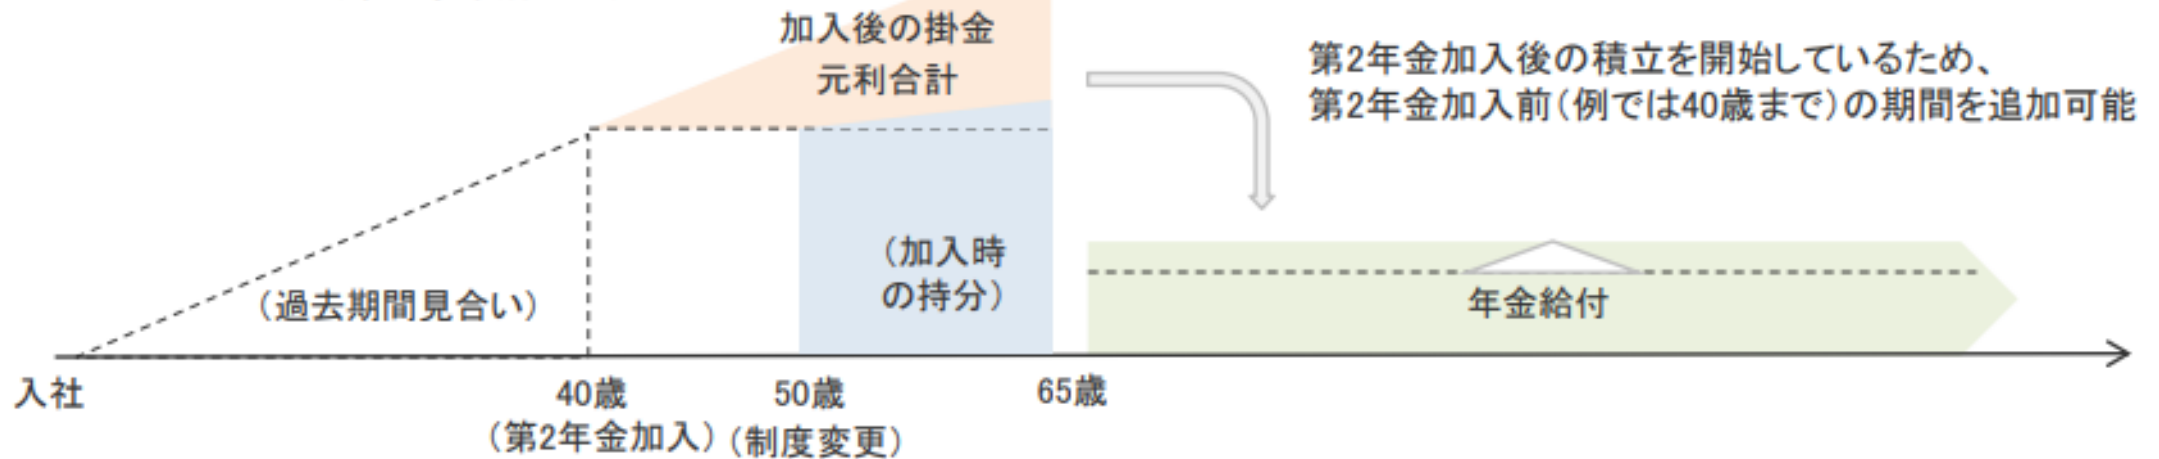 加入後の掛金
元利合計
第2年金加入後の積立を開始しているため、
第2年金加入前（例では40歳まで）の期間を追加可能
（加入時
の持分）
（過去期間見合い）
年金給付
入社
40歳
50歳
65歳
（第2年金加入）
（制度変更）